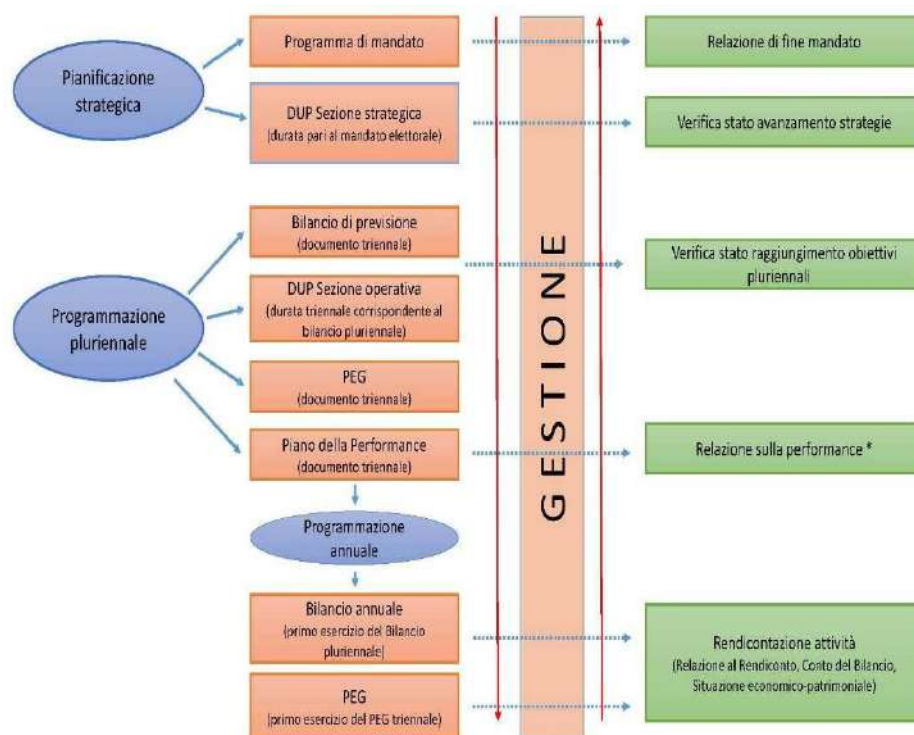 Pianificazione
strategica
Programma di mandato
Relazione di fine mandato
DUP Sezione strategica
(durata pari al mandato elettorale)
Verifica stato avanzamento strategie
Programmazione
pluriennale
Bilancio di previsione
(documento triennale)
DUP Sezione operativa
(durata triennale corrispondente al
bilancio pluriennale)
PEG
(documento triennale)
Piano della Performance
(documento triennale)
Verifica stato raggiungimento obiettivi
pluriennali
Relazione sulla performance *
GESTIONE
Programmazione
annuale
Bilancio annuale
(primo esercizio del Bilancio
pluriennale)
PEG
(primo esercizio del PEG triennale)
Rendicontazione attività
(Relazione al Rendiconto, Conto del Bilancio,
Situazione economico-patrimoniale)